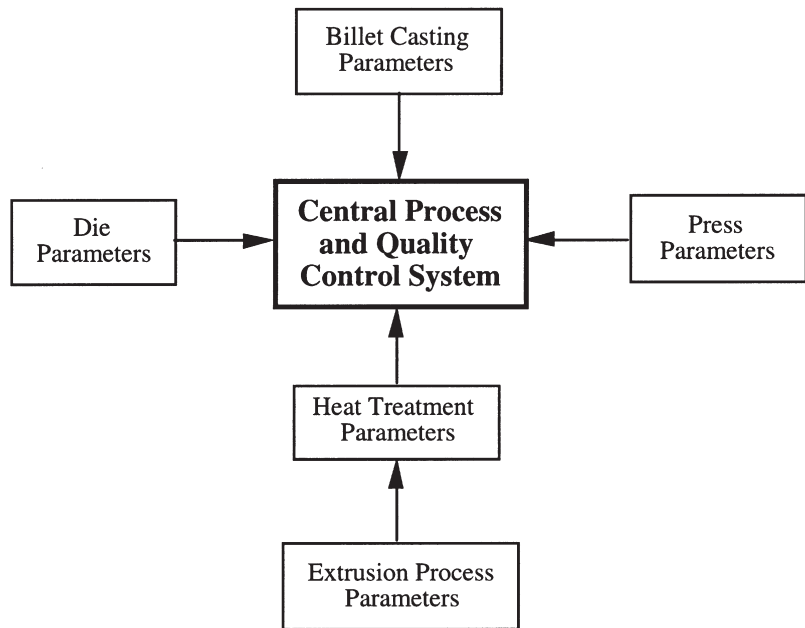 Billet Casting
Parameters
Die
Parameters
Central Process
and Quality
Control System
Press
Parameters
Heat Treatment
Parameters
Extrusion Process
Parameters